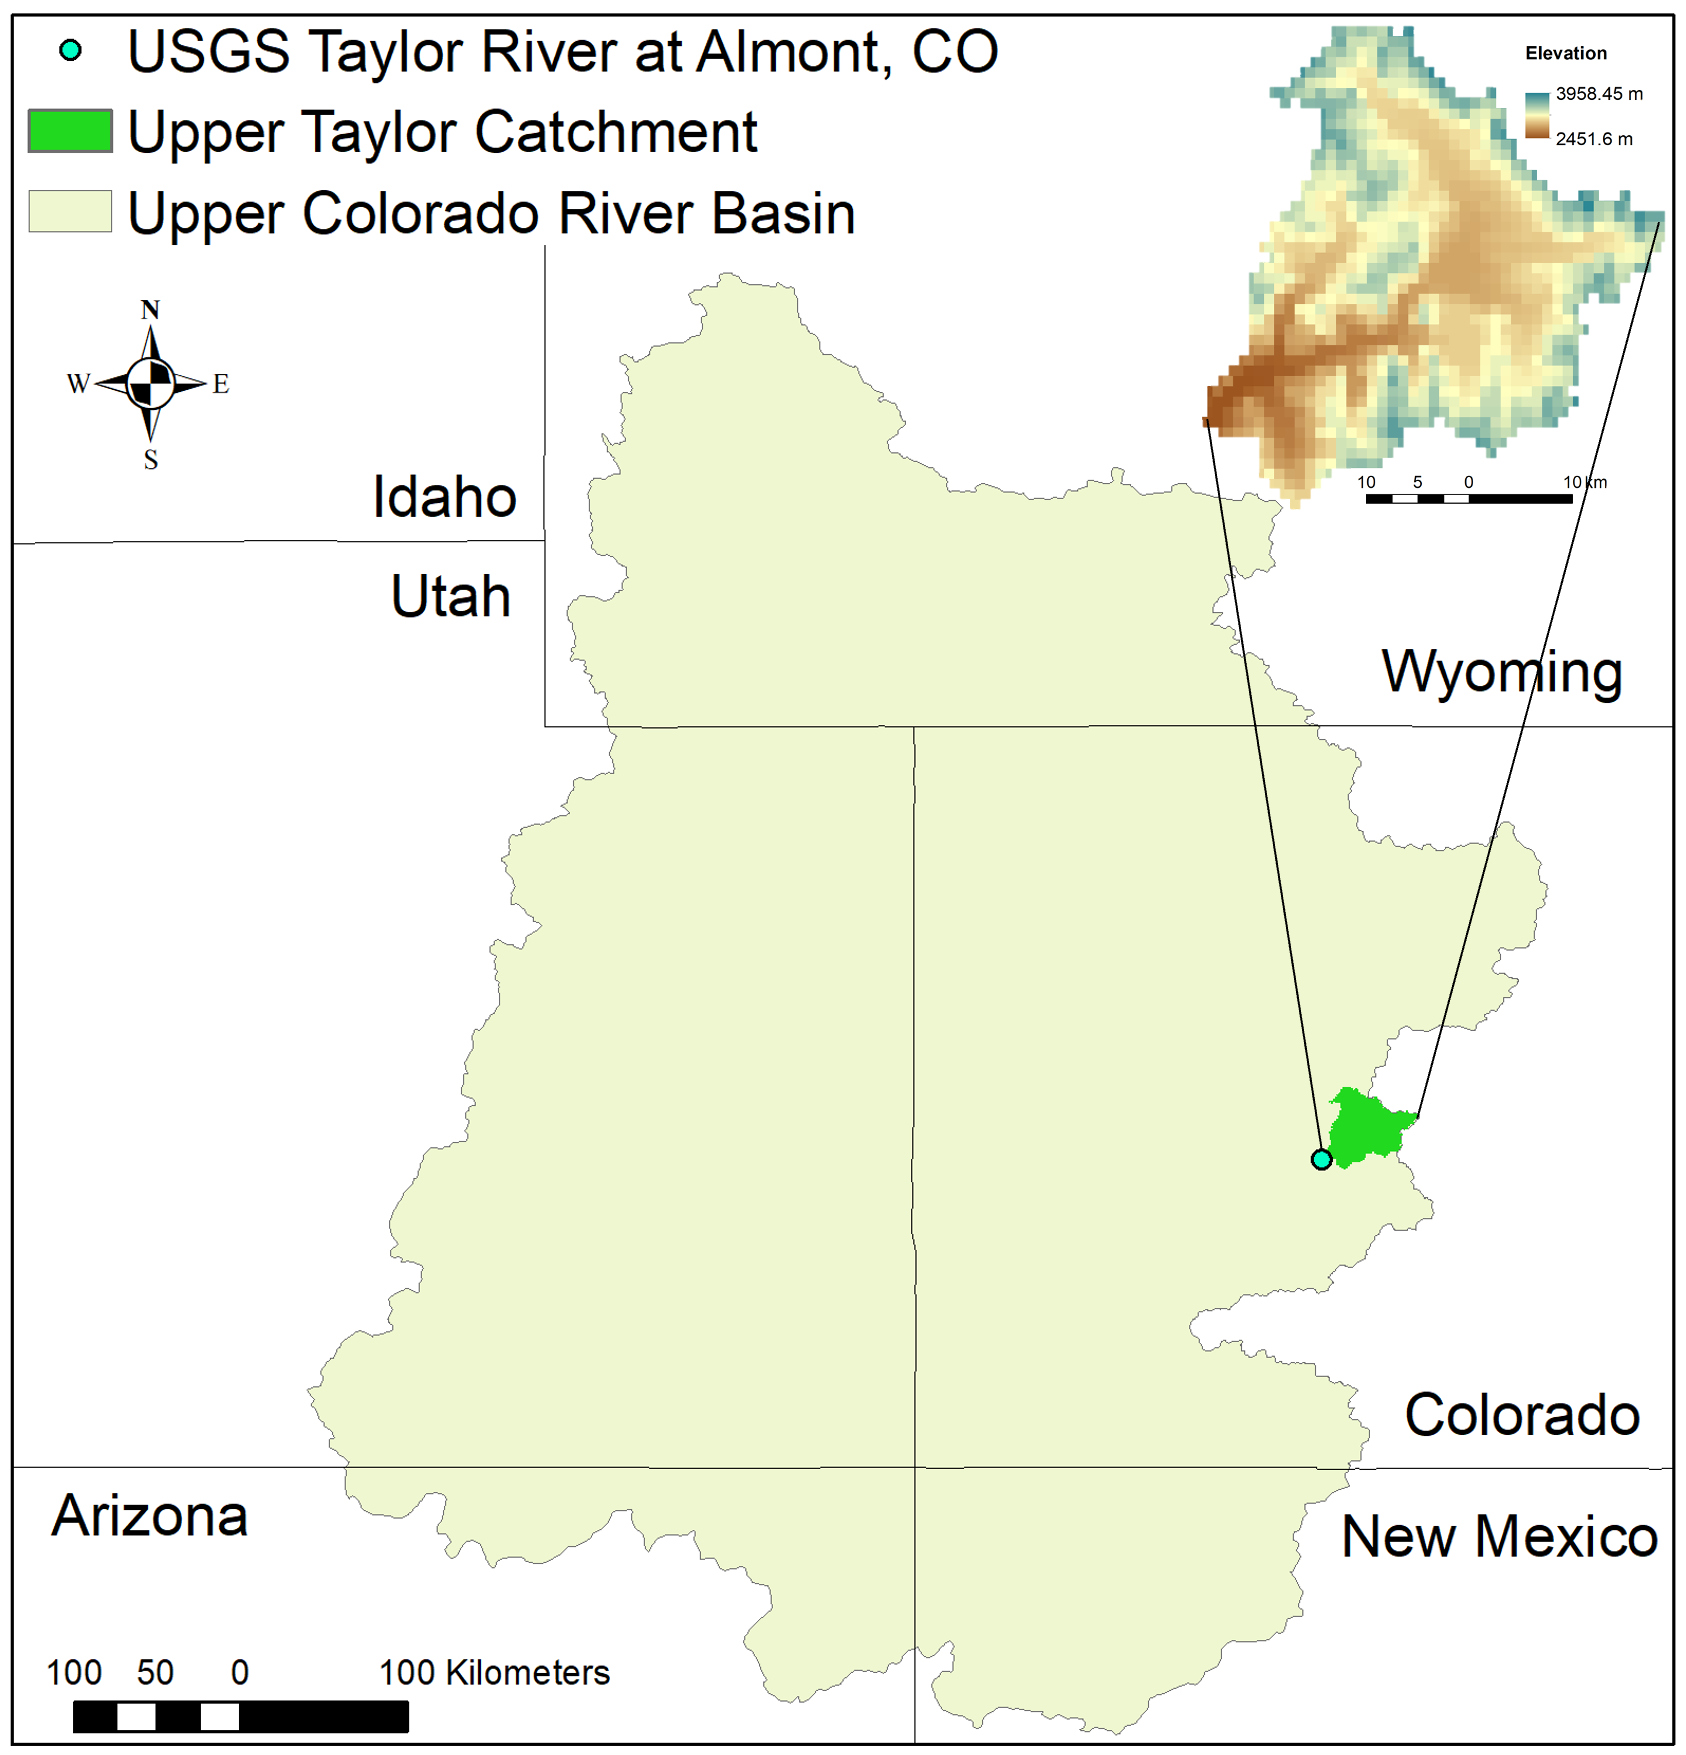 USGS Taylor River at Almont, CO
Upper Taylor Catchment
Upper Colorado River Basin
Elevation
3958.45 m
2451.6 m
10 5 0 10 km
N
W E
S
Idaho
Utah
Wyoming
Colorado
Arizona
New Mexico
100 50 0 100 Kilometers